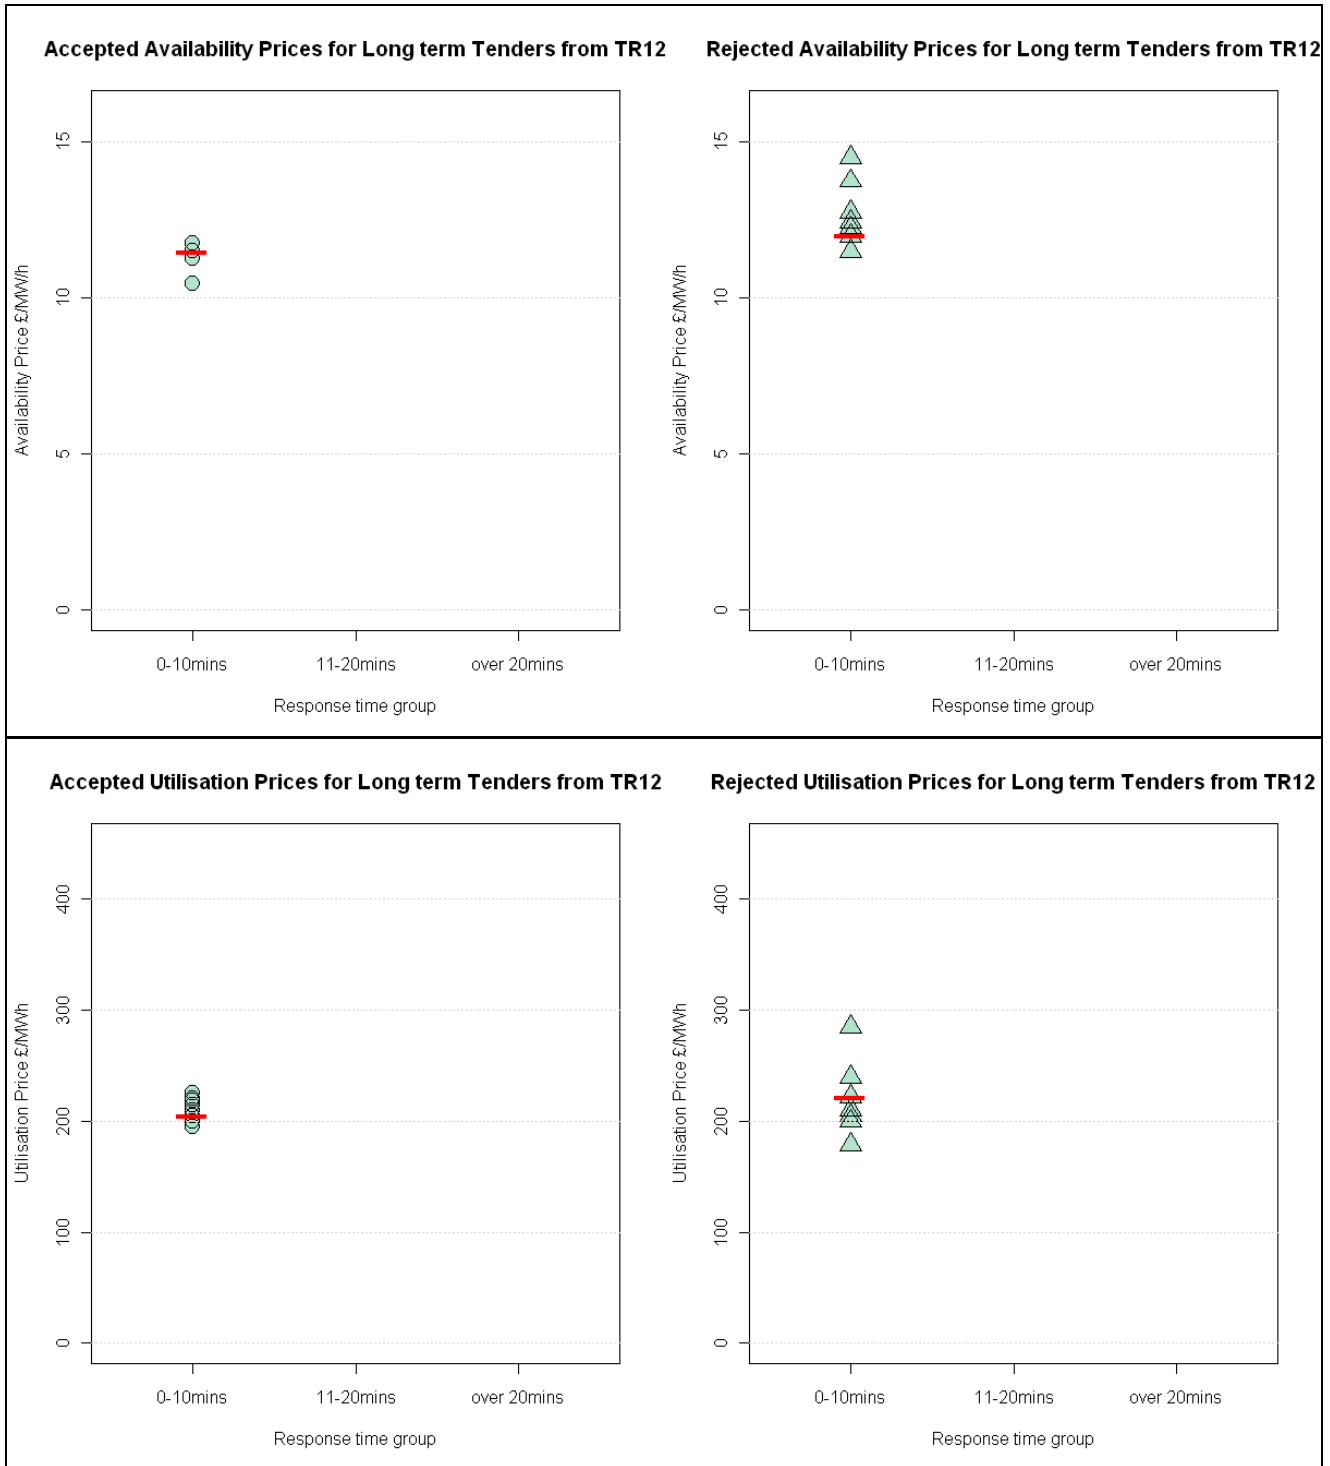 Accepted Availability Prices for Long term Tenders from TR12
Availability Price £/MW/h
15
10
5
0
0-10mins 11-20mins over 20mins
Response time group
Rejected Availability Prices for Long term Tenders from TR12
Availability Price £/MW/h
15
10
5
0
0-10mins 11-20mins over 20mins
Response time group
Accepted Utilisation Prices for Long term Tenders from TR12
Utilisation Price £/MWh
400
300
200
100
0
0-10mins 11-20mins over 20mins
Response time group
Rejected Utilisation Prices for Long term Tenders from TR12
Utilisation Price £/MWh
400
300
200
100
0
0-10mins 11-20mins over 20mins
Response time group